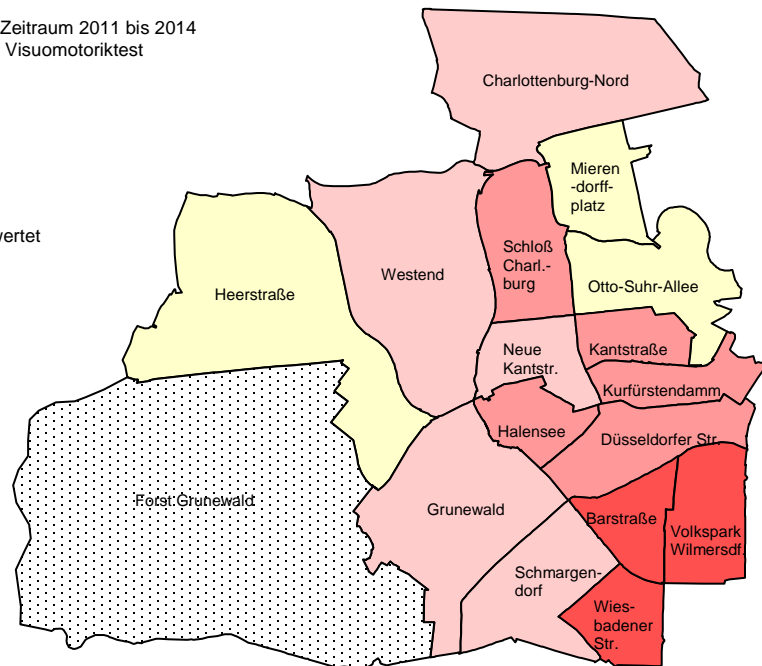 Zeitraum 2011 bis 2014
Visuomotoriktest
Charlottenburg-Nord
Mieren
-dorff-
platz
wertet
Schloß
Charl.-
burg
Westend
Heerstraße
Otto-Suhr-Allee
Neue
Kantstr.
Kantstraße
Kurfürstendamm
Halensee
Düsseldorfer Str.
Forst Grunewald
Grunewald
Barstraße
Volkspark
Wilmersdf.
Schmargen-
dorf
Wies-
badener
Str.